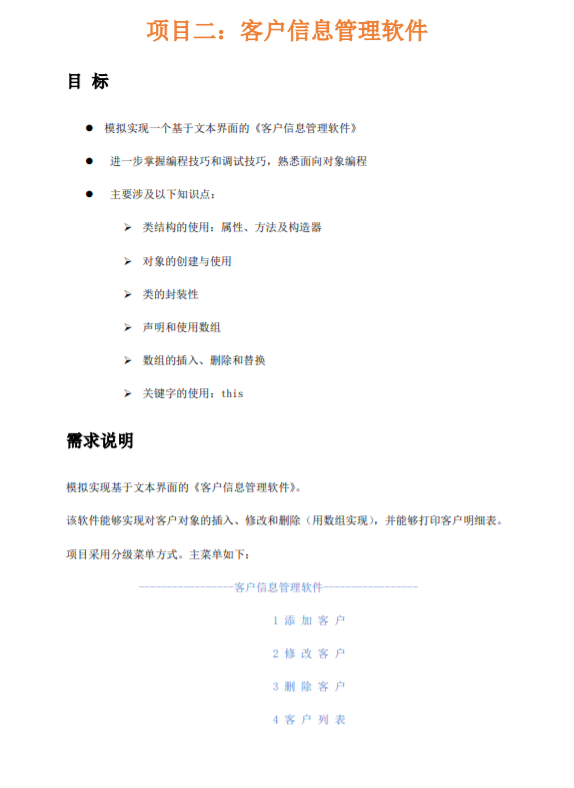 项目二：客户信息管理软件
目 标
● 模拟实现一个基于文本界面的《客户信息管理软件》
● 进一步掌握编程技巧和调试技巧，熟悉面向对象编程
● 主要涉及以下知识点：
➢ 类结构的使用：属性、方法及构造器
➢ 对象的创建与使用
➢ 类的封装性
➢ 声明和使用数组
➢ 数组的插入、删除和替换
➢ 关键字的使用：this
需求说明
模拟实现基于文本界面的《客户信息管理软件》。
该软件能够实现对客户对象的插入、修改和删除（用数组实现），并能够打印客户明细表。
项目采用分级菜单方式。主菜单如下：
-----------------客户信息管理软件-----------------
1 添 加 客 户
2 修 改 客 户
3 删 除 客 户
4 客 户 列 表